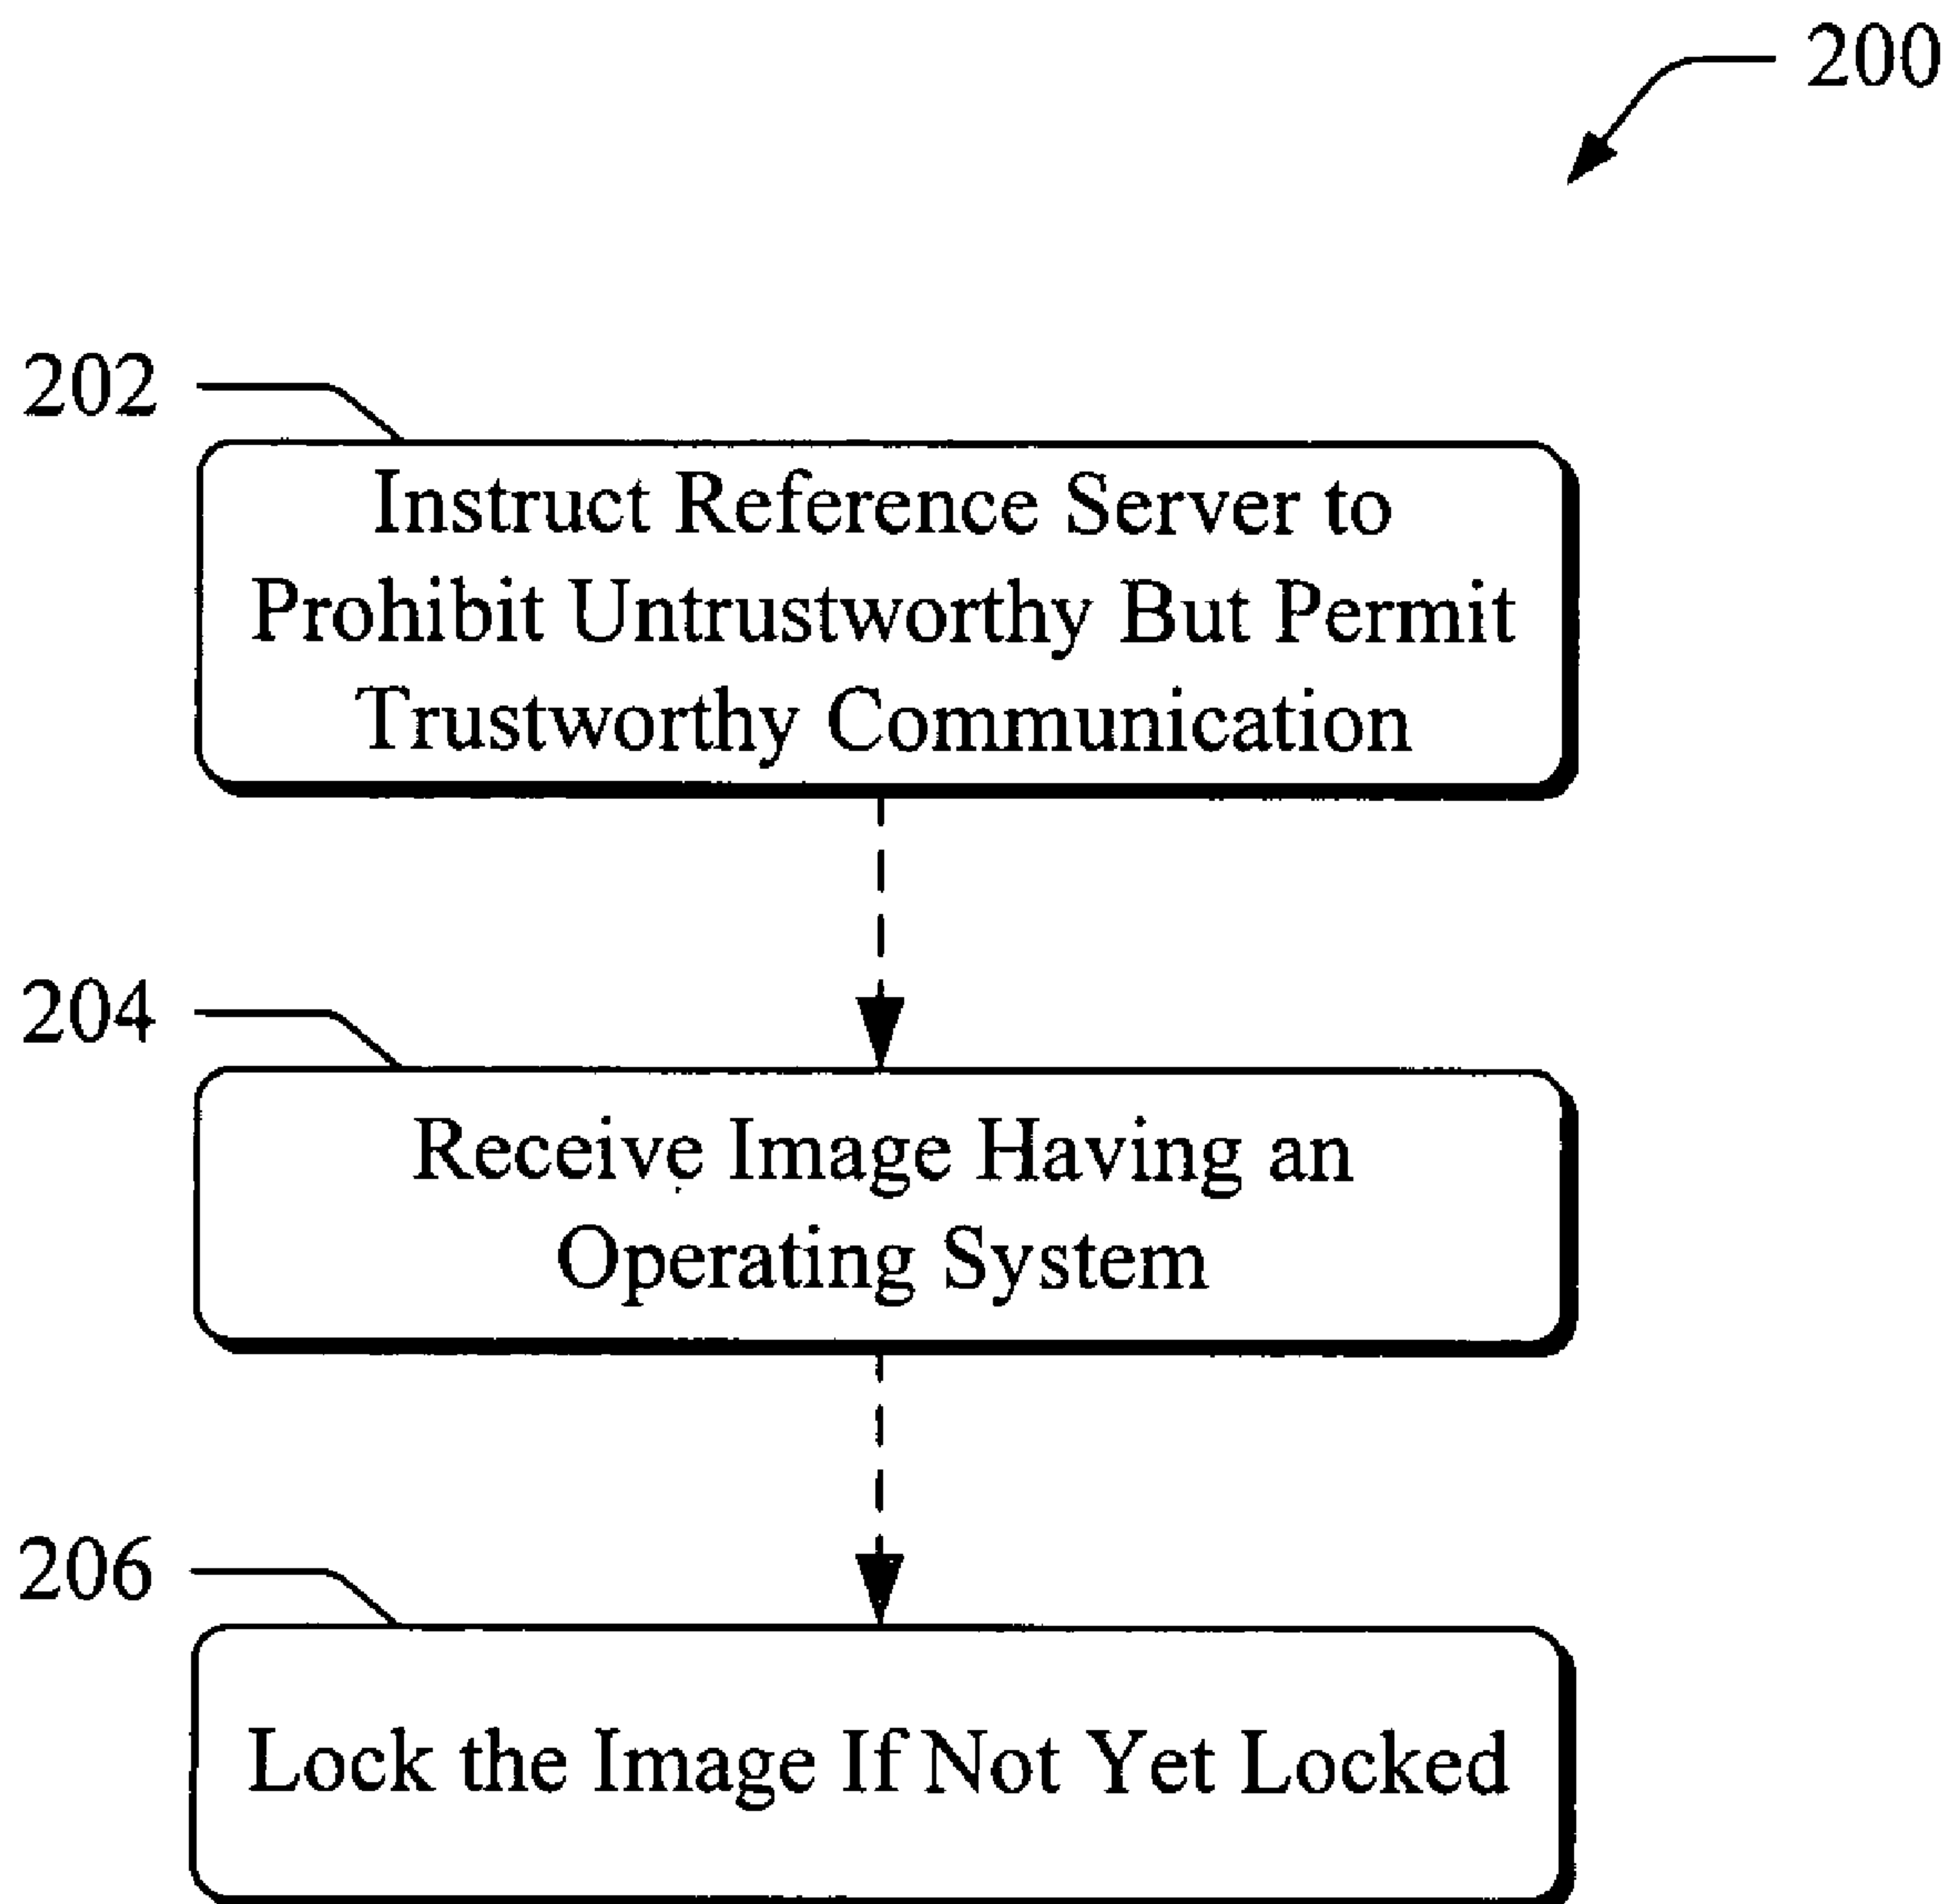 200
202
Instruct Reference Server to
Prohibit Untrustworthy But Permit
Trustworthy Communication
204
Receive Image Having an
Operating System
206
Lock the Image If Not Yet Locked